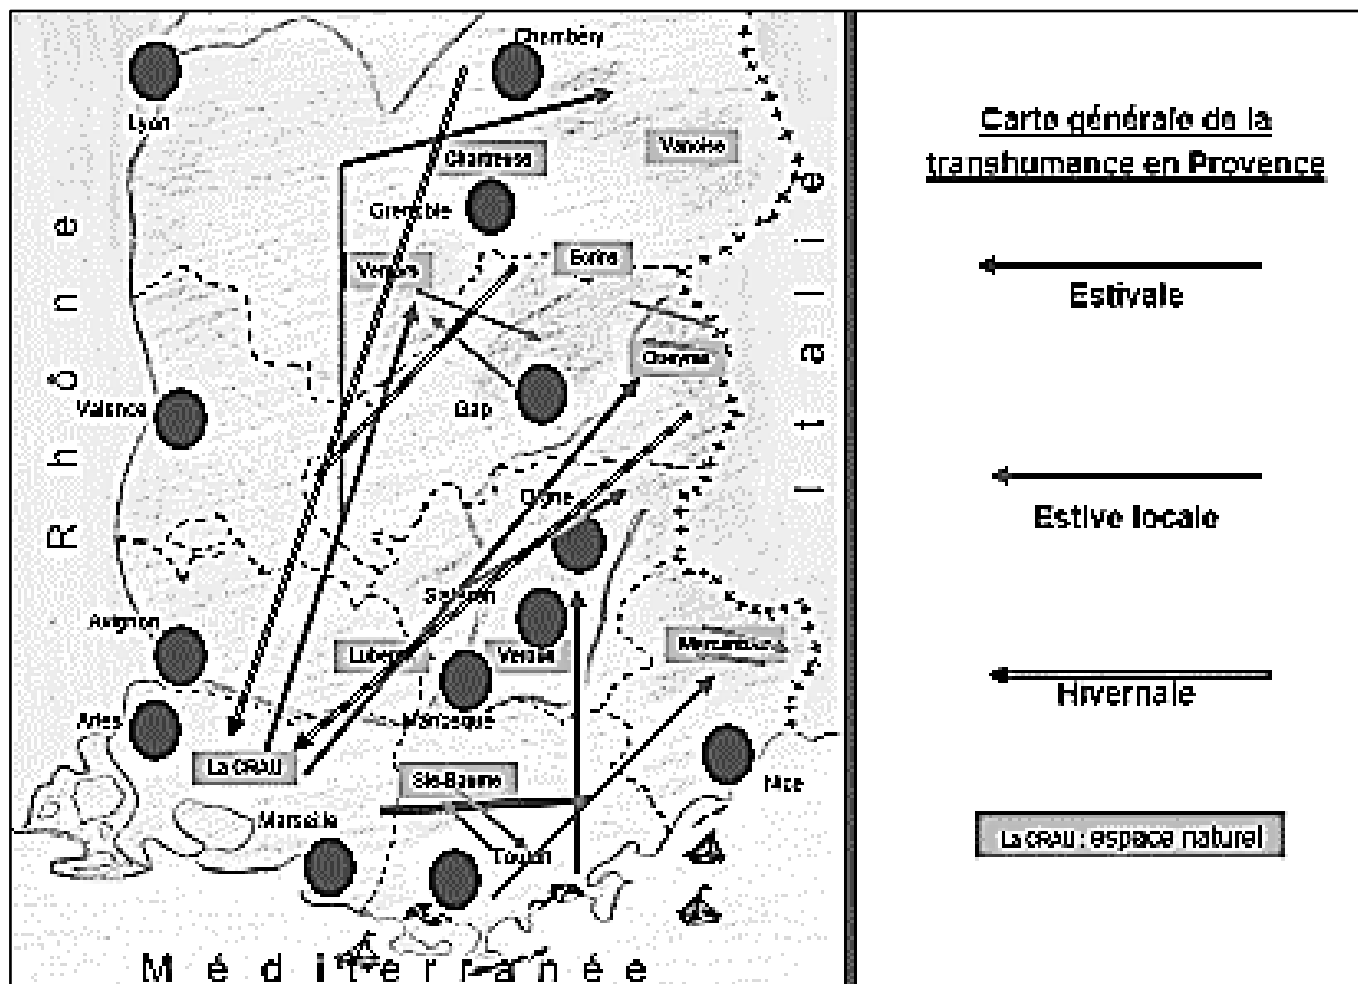 Chambéry
Lyon
Chartreuse
Vanoise
Grenoble
Vercors
Ecrins
Queyras
Valence
Gap
Digne
Avignon
Luberon
Verdon
Mercantour
Arles
Manosque
La CRAU
Ste-Baume
Nice
Marseille
Toulon
Rhône
Italie
Méditerranée
Carte générale de la
transhumance en Provence
Estivale
Estive locale
Hivernale
La CRAU : espace naturel